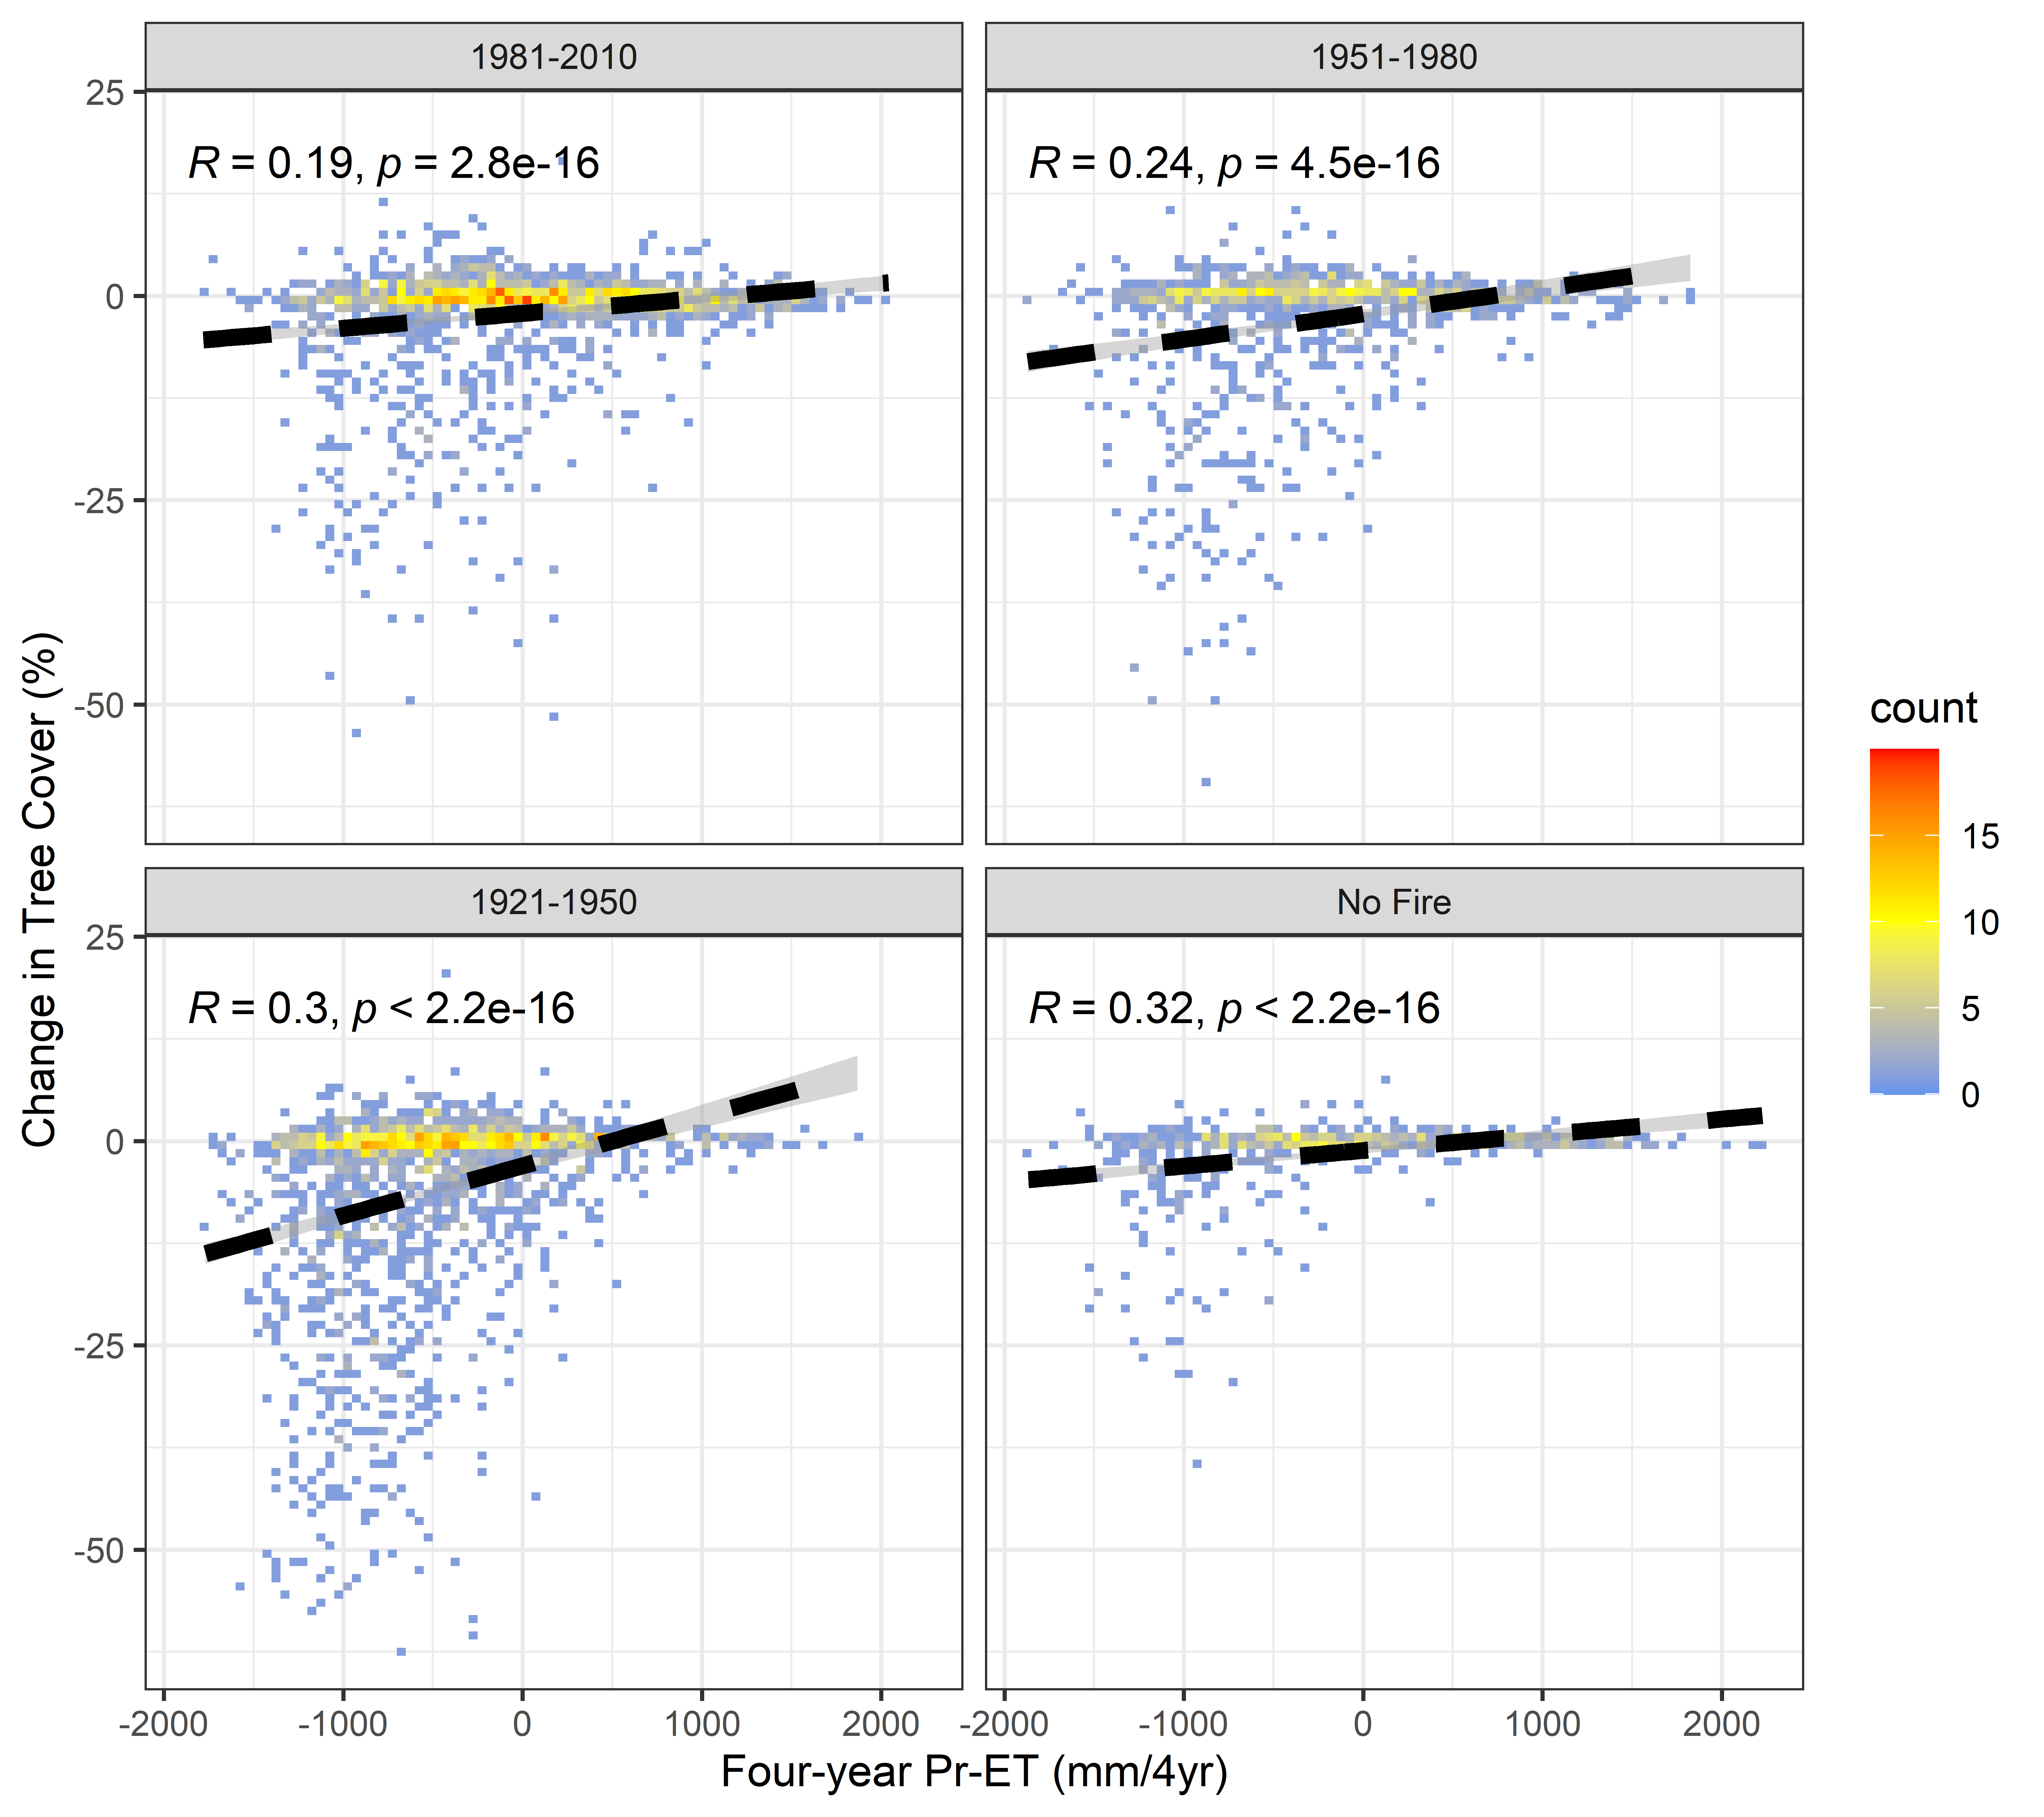 1981-2010
1951-1980
25
0
-25
-50
R = 0.19, p = 2.8e-16
R = 0.24, p = 4.5e-16
Change in Tree Cover (%)
1921-1950
No Fire
25
0
-25
-50
R = 0.3, p < 2.2e-16
R = 0.32, p < 2.2e-16
-2000 -1000 0 1000 2000
-2000 -1000 0 1000 2000
Four-year Pr-ET (mm/4yr)
count
15
10
5
0